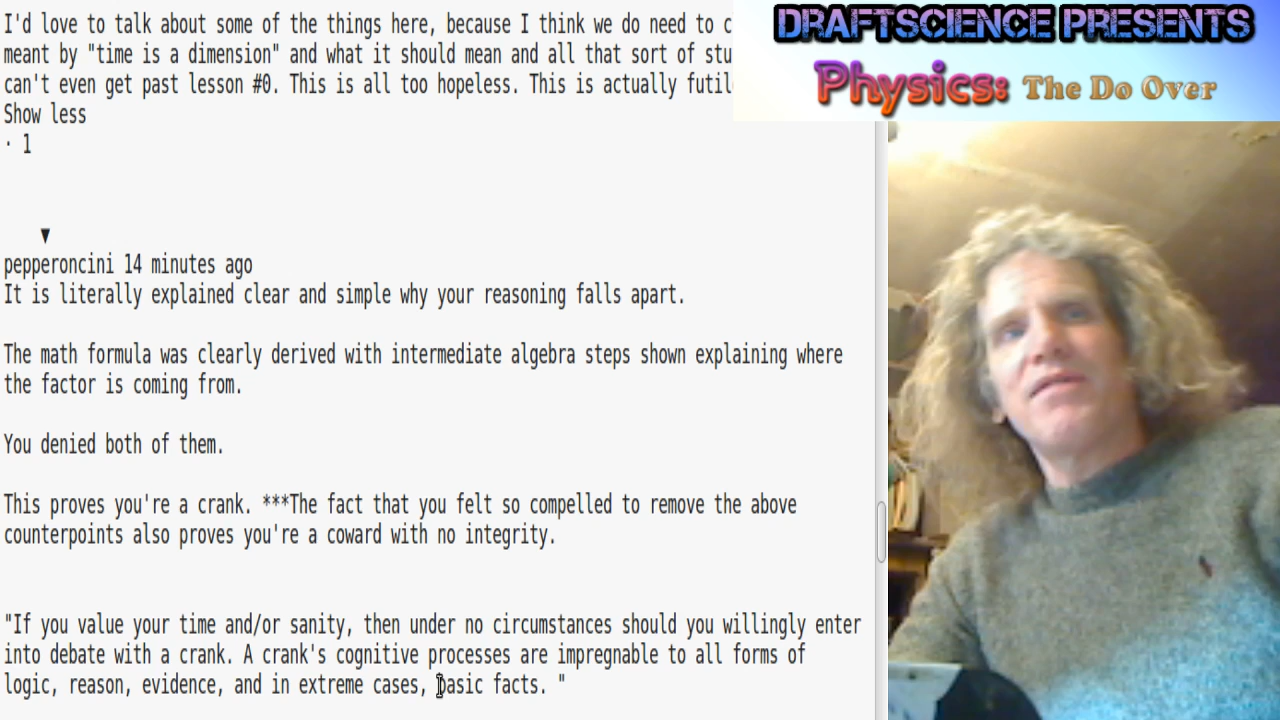 I'd love to talk about some of the things here, because I think we do need to
meant by "time is a dimension" and what it should mean and all that sort of
can't even get past lesson #0. This is all too hopeless. This is actually
Show less
· 1
DRAFTSCIENCE PRESENTS
Physics: The Do Over
▼
pepperoncini 14 minutes ago
It is literally explained clear and simple why your reasoning falls apart.
The math formula was clearly derived with intermediate algebra steps shown explaining where
the factor is coming from.
You denied both of them.
This proves you're a crank. ***The fact that you felt so compelled to remove the above
counterpoints also proves you're a coward with no integrity.
"If you value your time and/or sanity, then under no circumstances should you willingly enter
into debate with a crank. A crank's cognitive processes are impregnable to all forms of
logic, reason, evidence, and in extreme cases, basic facts. "